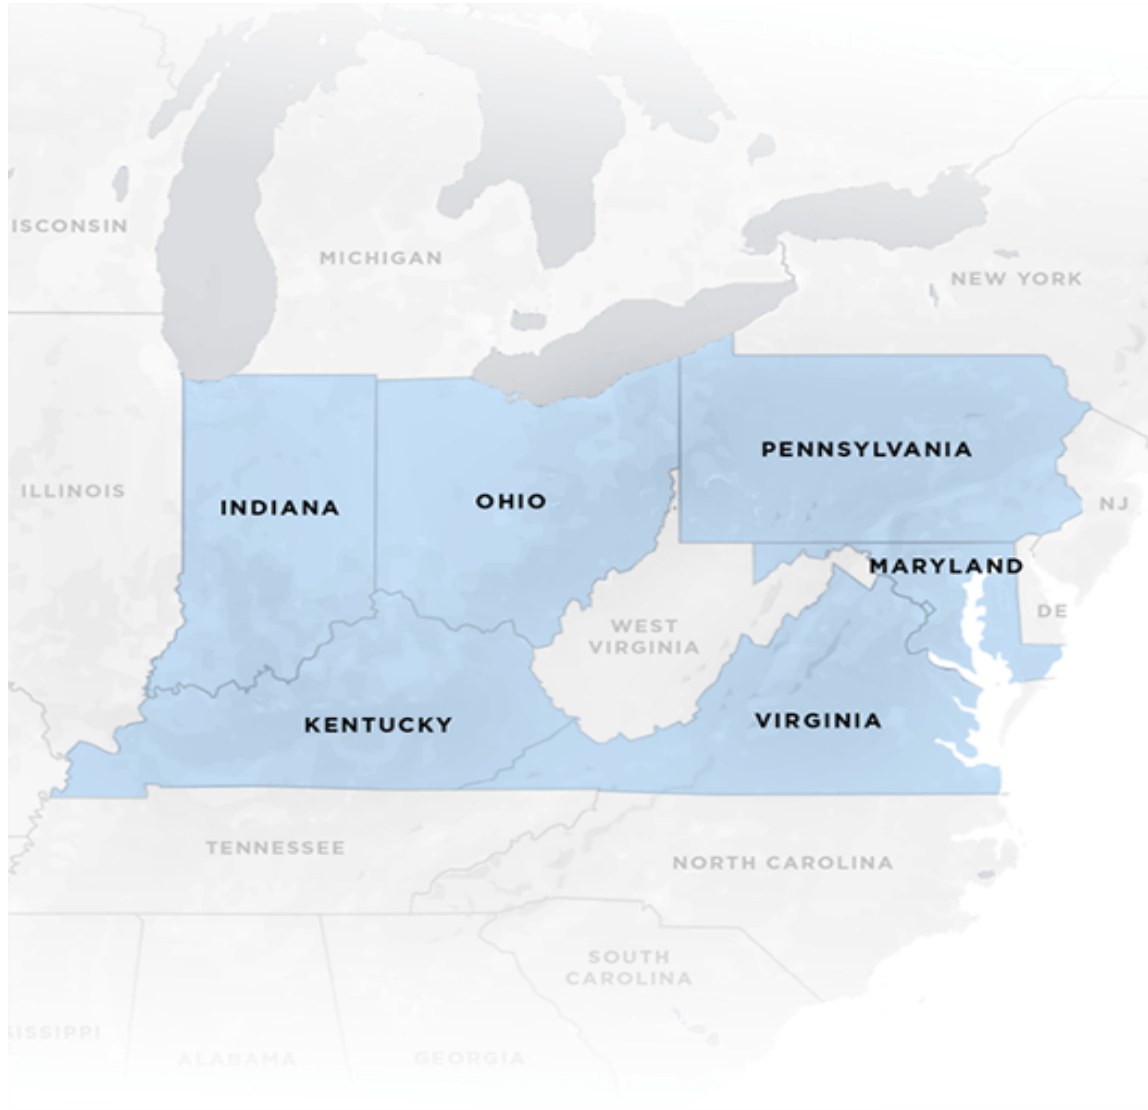 ISCONSIN
MICHIGAN
NEW YORK
PENNSYLVANIA
ILLINOIS
INDIANA
OHIO
NJ
MARYLAND
DE
WEST
VIRGINIA
KENTUCKY
VIRGINIA
TENNESSEE
NORTH CAROLINA
SOUTH
CAROLINA
SISSIPPI
ALABAMA
GEORGIA